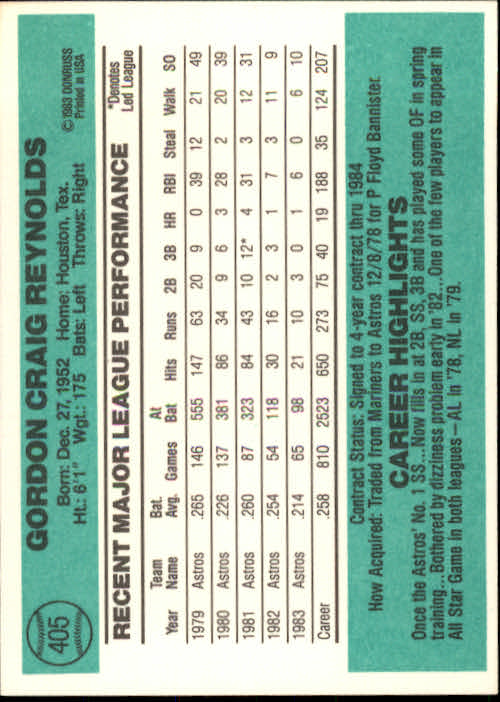 405
GORDON CRAIG REYNOLDS
©1983 DONRUSS
Printed in USA
Born: Dec. 27, 1952 Home: Houston, Tex.
Ht.: 6'1" Wgt.: 175 Bats: Left Throws: Right
RECENT MAJOR LEAGUE PERFORMANCE
*Denotes
Led League
Year Team Name Bat. Avg. Games At Bat Hits Runs 2B 3B HR RBI Steal Walk SO
1979 Astros .265 146 555 147 63 20 9 0 39 12 21 49
1980 Astros .226 137 381 86 34 9 6 3 28 2 20 39
1981 Astros .260 87 323 84 43 10 12* 4 31 3 12 31
1982 Astros .254 54 118 30 16 2 3 1 7 3 11 9
1983 Astros .214 65 98 21 10 3 0 1 6 0 6 10
Career .258 810 2623 650 273 75 40 19 188 35 124 207
Contract Status: Signed to 4-year contract thru 1984
How Acquired: Traded from Mariners to Astros 12/8/78 for P Floyd Bannister.
CAREER HIGHLIGHTS
Once the Astros' No. 1 SS...Now fills in at 2B, SS, 3B and has played some OF in spring
training...Bothered by dizziness problem early in '82...One of the few players to appear in
All Star Game in both leagues—AL in '78, NL in '79.